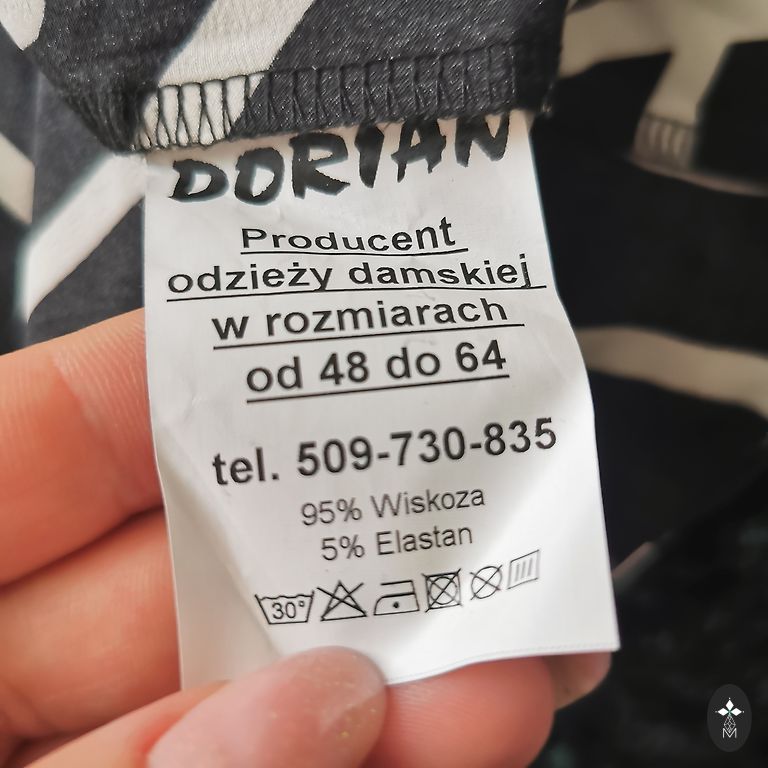 DORIAN
Producent
odzieży damskiej
w rozmiarach
od 48 do 64
tel. 509-730-835
95% Wiskoza
5% Elastan
30°
M